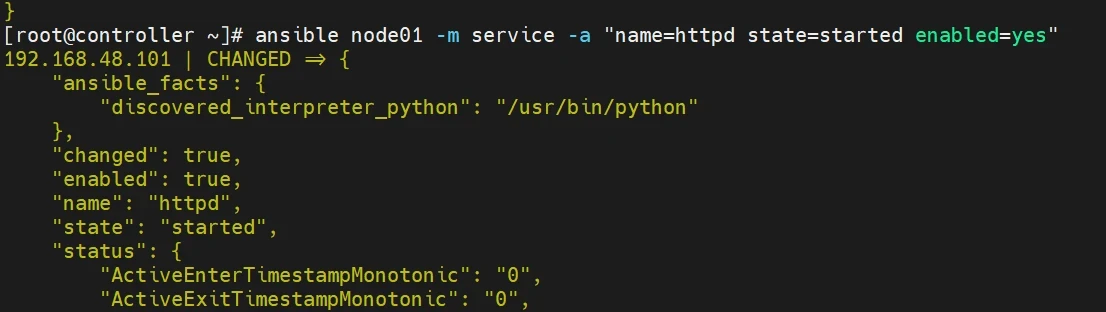 }
[root@controller ~]# ansible node01 -m service -a "name=httpd state=started enabled=yes"
192.168.48.101 | CHANGED => {
    "ansible_facts": {
        "discovered_interpreter_python": "/usr/bin/python"
    },
    "changed": true,
    "enabled": true,
    "name": "httpd",
    "state": "started",
    "status": {
        "ActiveEnterTimestampMonotonic": "0",
        "ActiveExitTimestampMonotonic": "0",